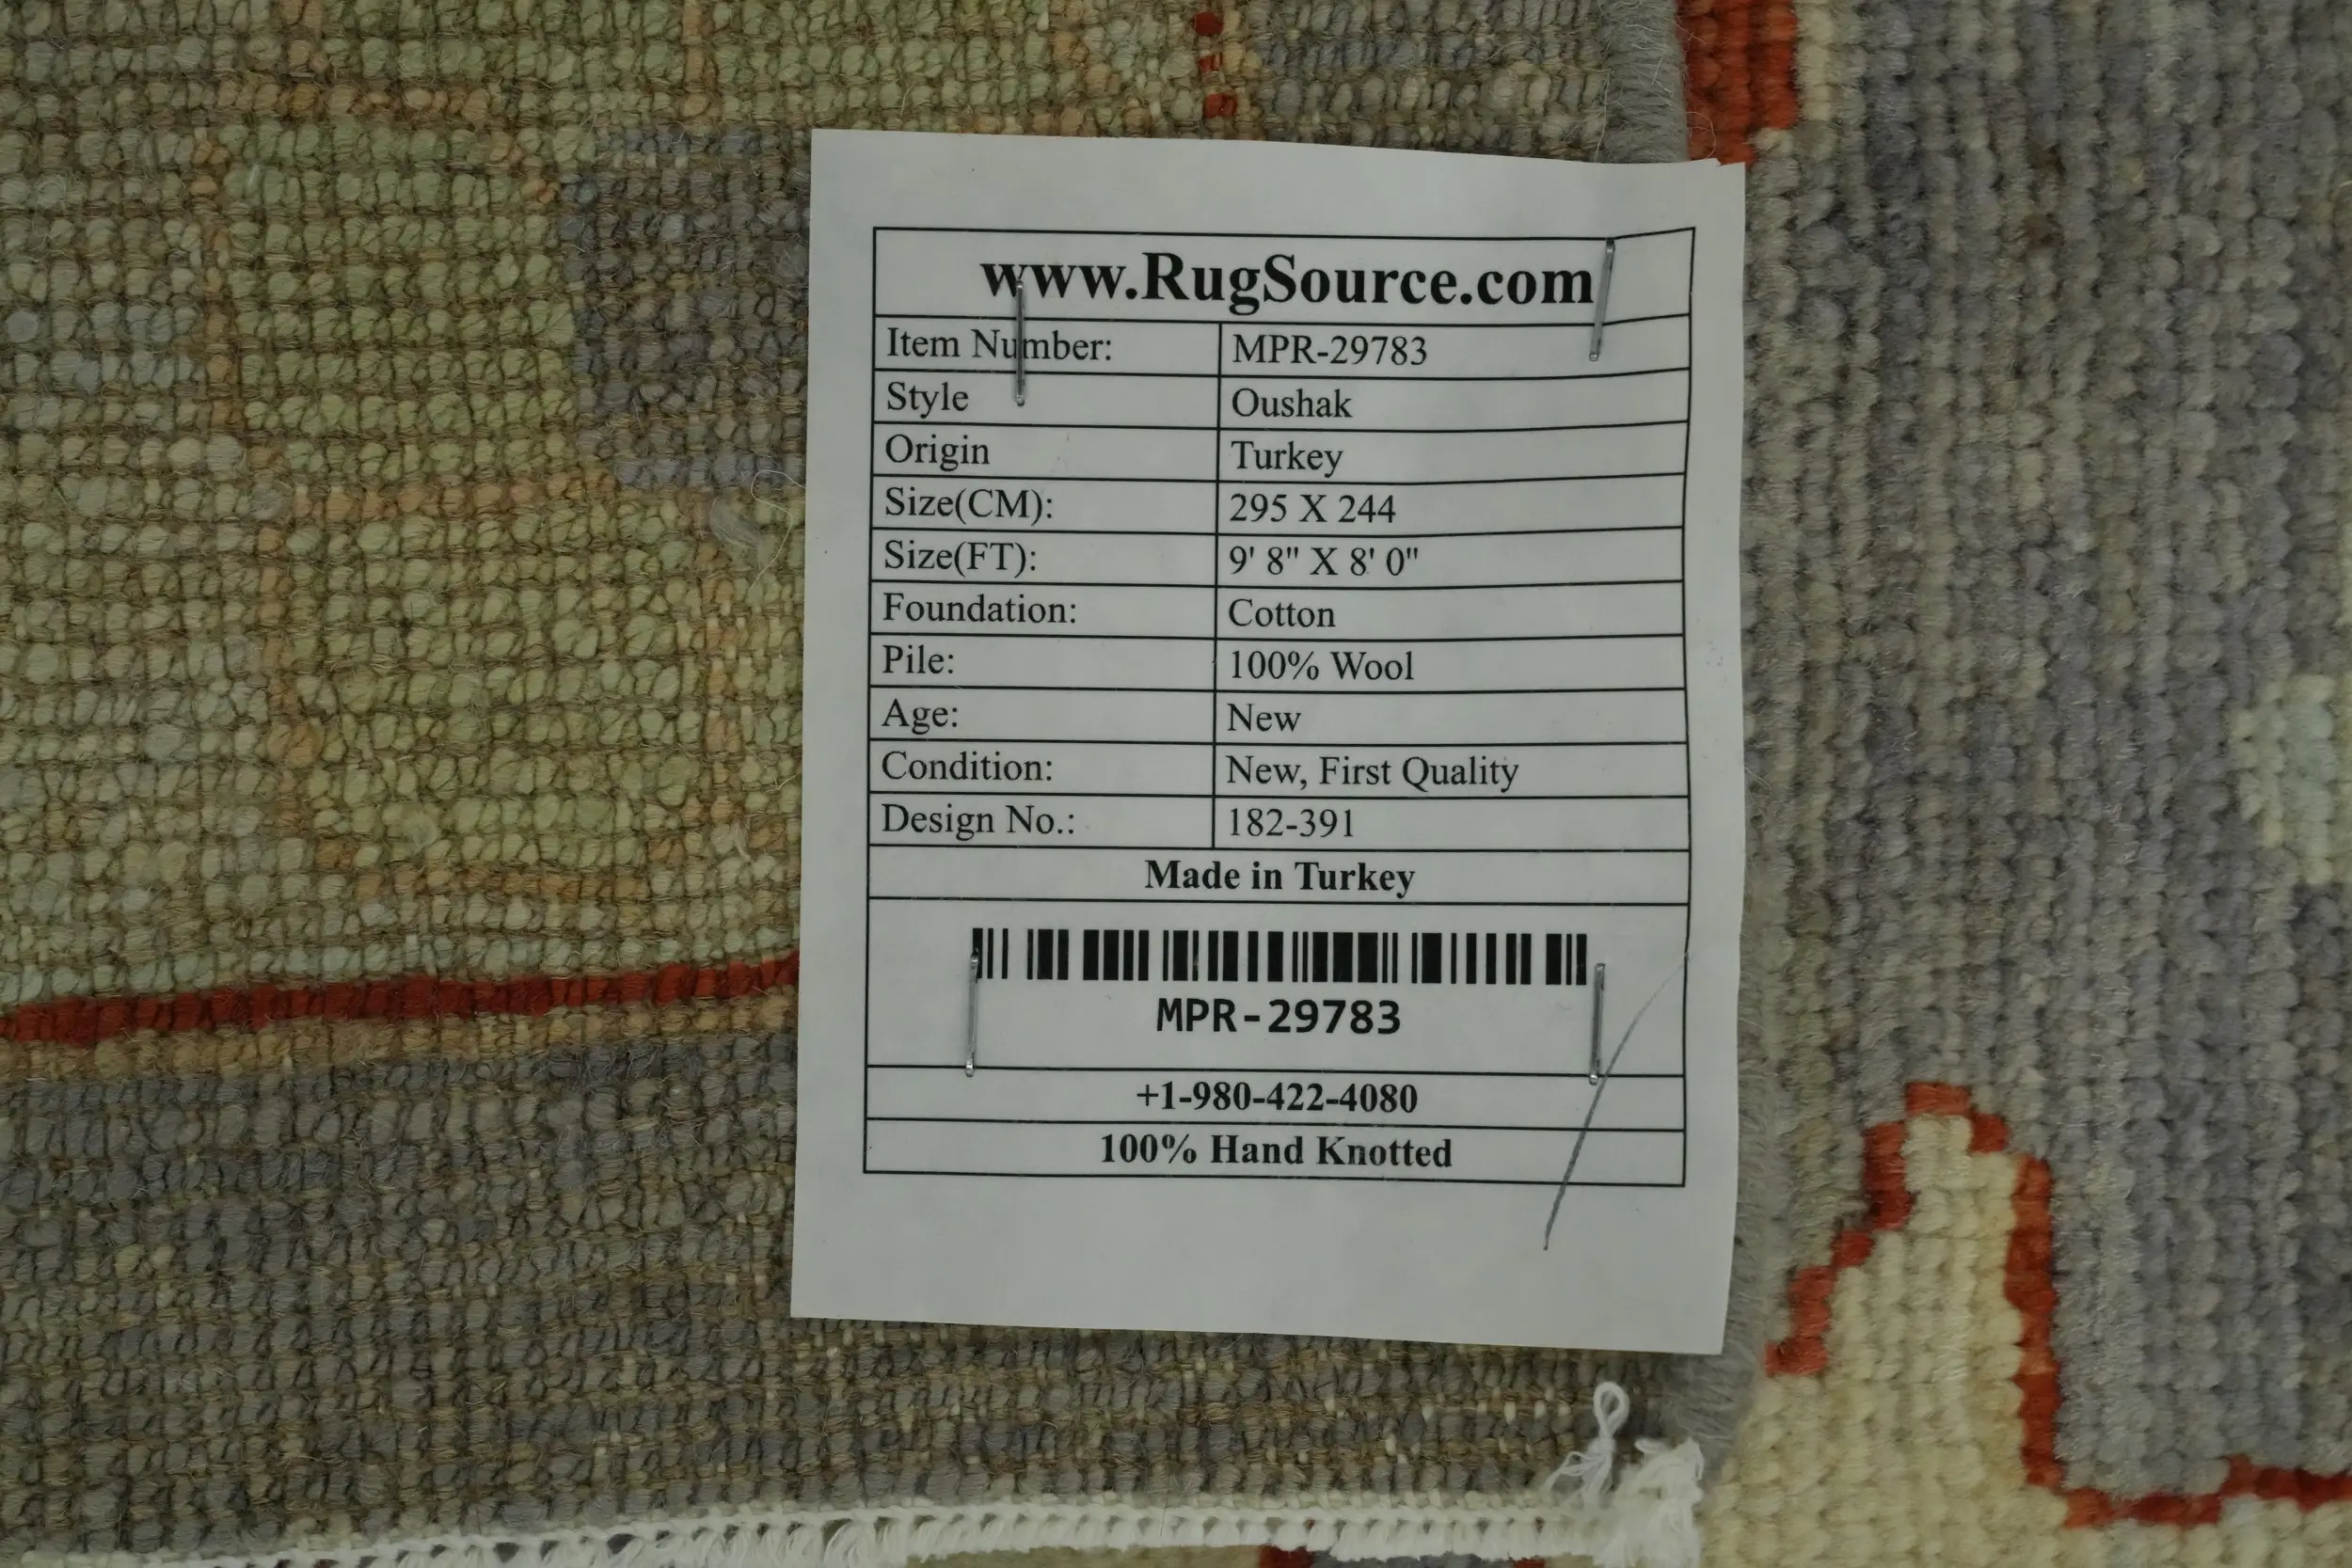 www.RugSource.com
Item Number: MPR-29783
Style Oushak
Origin Turkey
Size(CM): 295 X 244
Size(FT): 9' 8" X 8' 0"
Foundation: Cotton
Pile: 100% Wool
Age: New
Condition: New, First Quality
Design No.: 182-391
Made in Turkey
MPR-29783
+1-980-422-4080
100% Hand Knotted